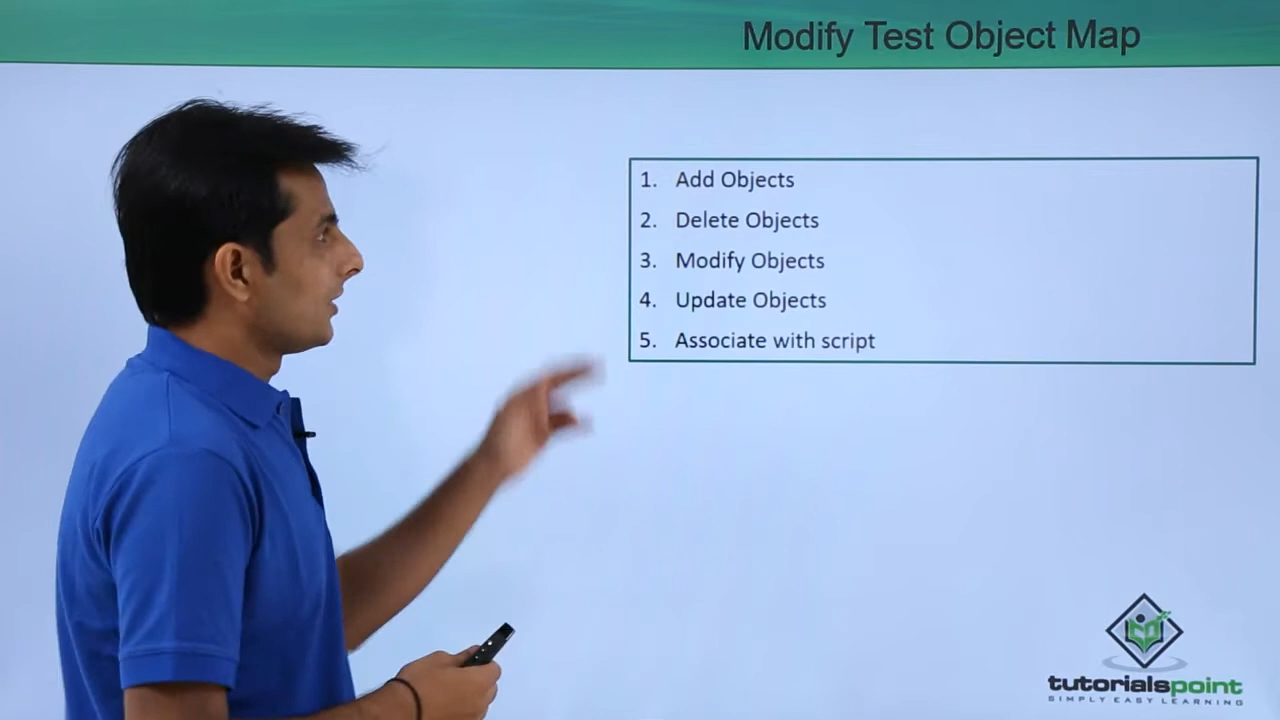 Modify Test Object Map
1. Add Objects
2. Delete Objects
3. Modify Objects
4. Update Objects
5. Associate with script
tutorialspoint
SIMPLY EASY LEARNING